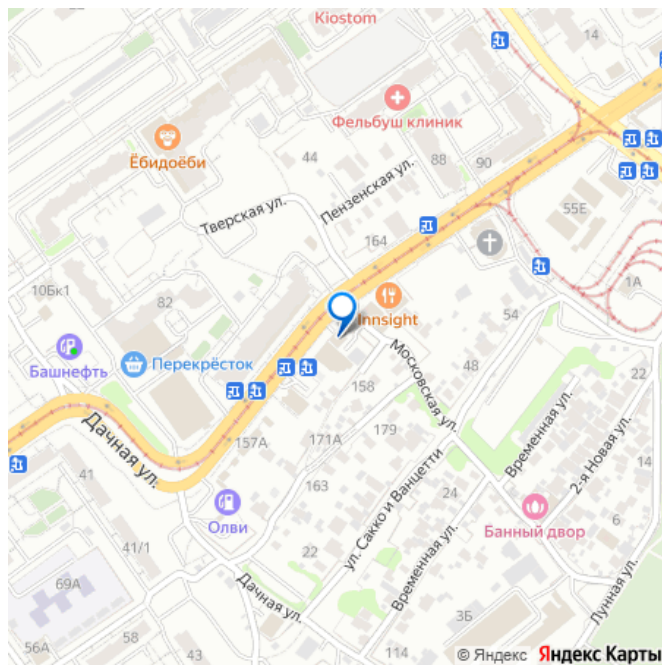 Kiostom
14
Фельбуш клиник
Ёбидоёби
44
88
90
Пензенская ул.
Тверская ул.
55Е
164
10Бк1
82
1А
Innsight
54
Башнефть
Перекрёсток
48
Московская ул.
158
22
Дачная ул.
157А
171А
179
Временная ул.
2-я Новая ул.
41
163
14
Олви
24
ул. Сакко и Ванцетти
Банный двор
6
41/1
22
Временная ул.
69А
Дачная ул.
3Б
Лунная ул.
56А
58
43
38
114
© Яндекс Яндекс Карты